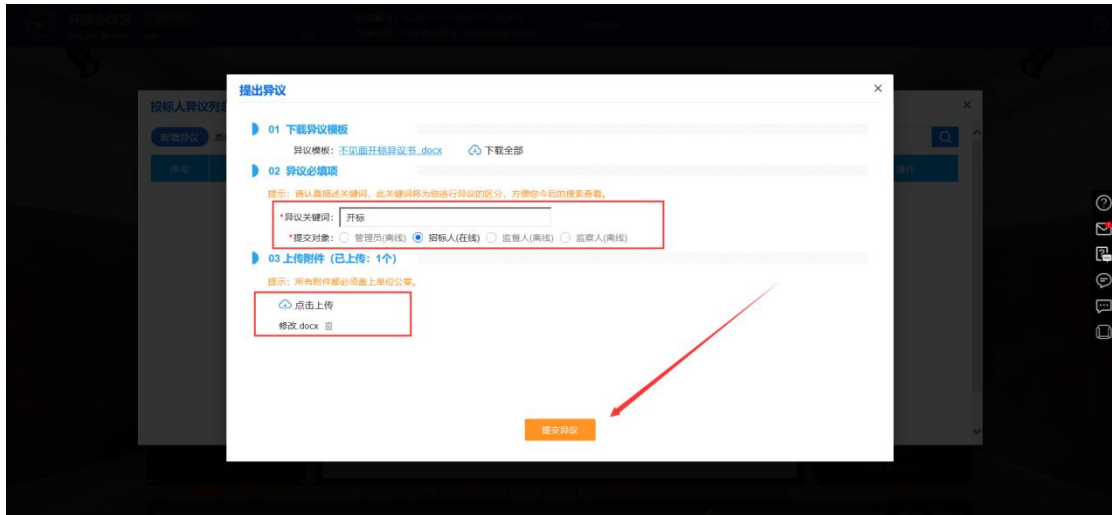 开标会议区
投标人异议列表
新增异议
序号
操作
提出异议
01 下载异议模板
异议模板: 不见面开标异议书 .docx 下载全部
02 异议必填项
提示: 请认真描述关键词, 此关键词将为您进行异议的区分, 方便您今后的搜索查看。
*异议关键词: 开标
*提交对象: 管理员(离线) 招标人(在线) 监督人(离线) 监察人(离线)
03 上传附件 (已上传: 1个)
提示: 所有附件都必须盖上单位公章。
点击上传
修改.docx
提交异议